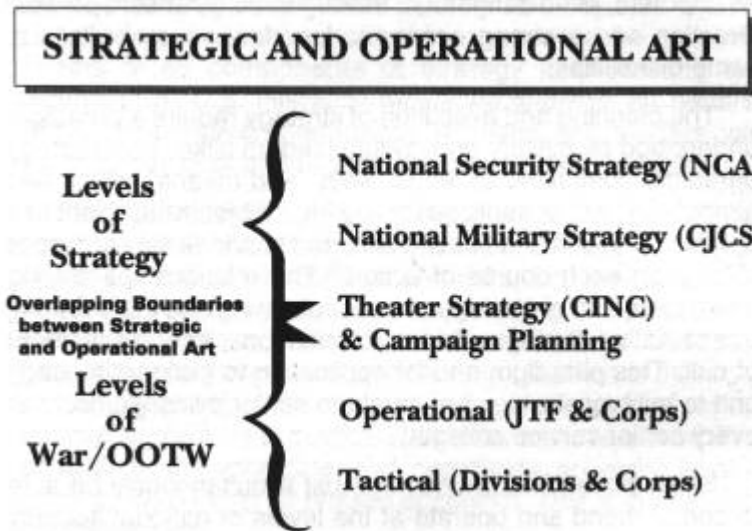 STRATEGIC AND OPERATIONAL ART
Levels
of
Strategy
Overlapping Boundaries
between Strategic
and Operational Art
Levels
of
War/OOTW
National Security Strategy (NCA
National Military Strategy (CJCS
Theater Strategy (CINC)
& Campaign Planning
Operational (JTF & Corps)
Tactical (Divisions & Corps)